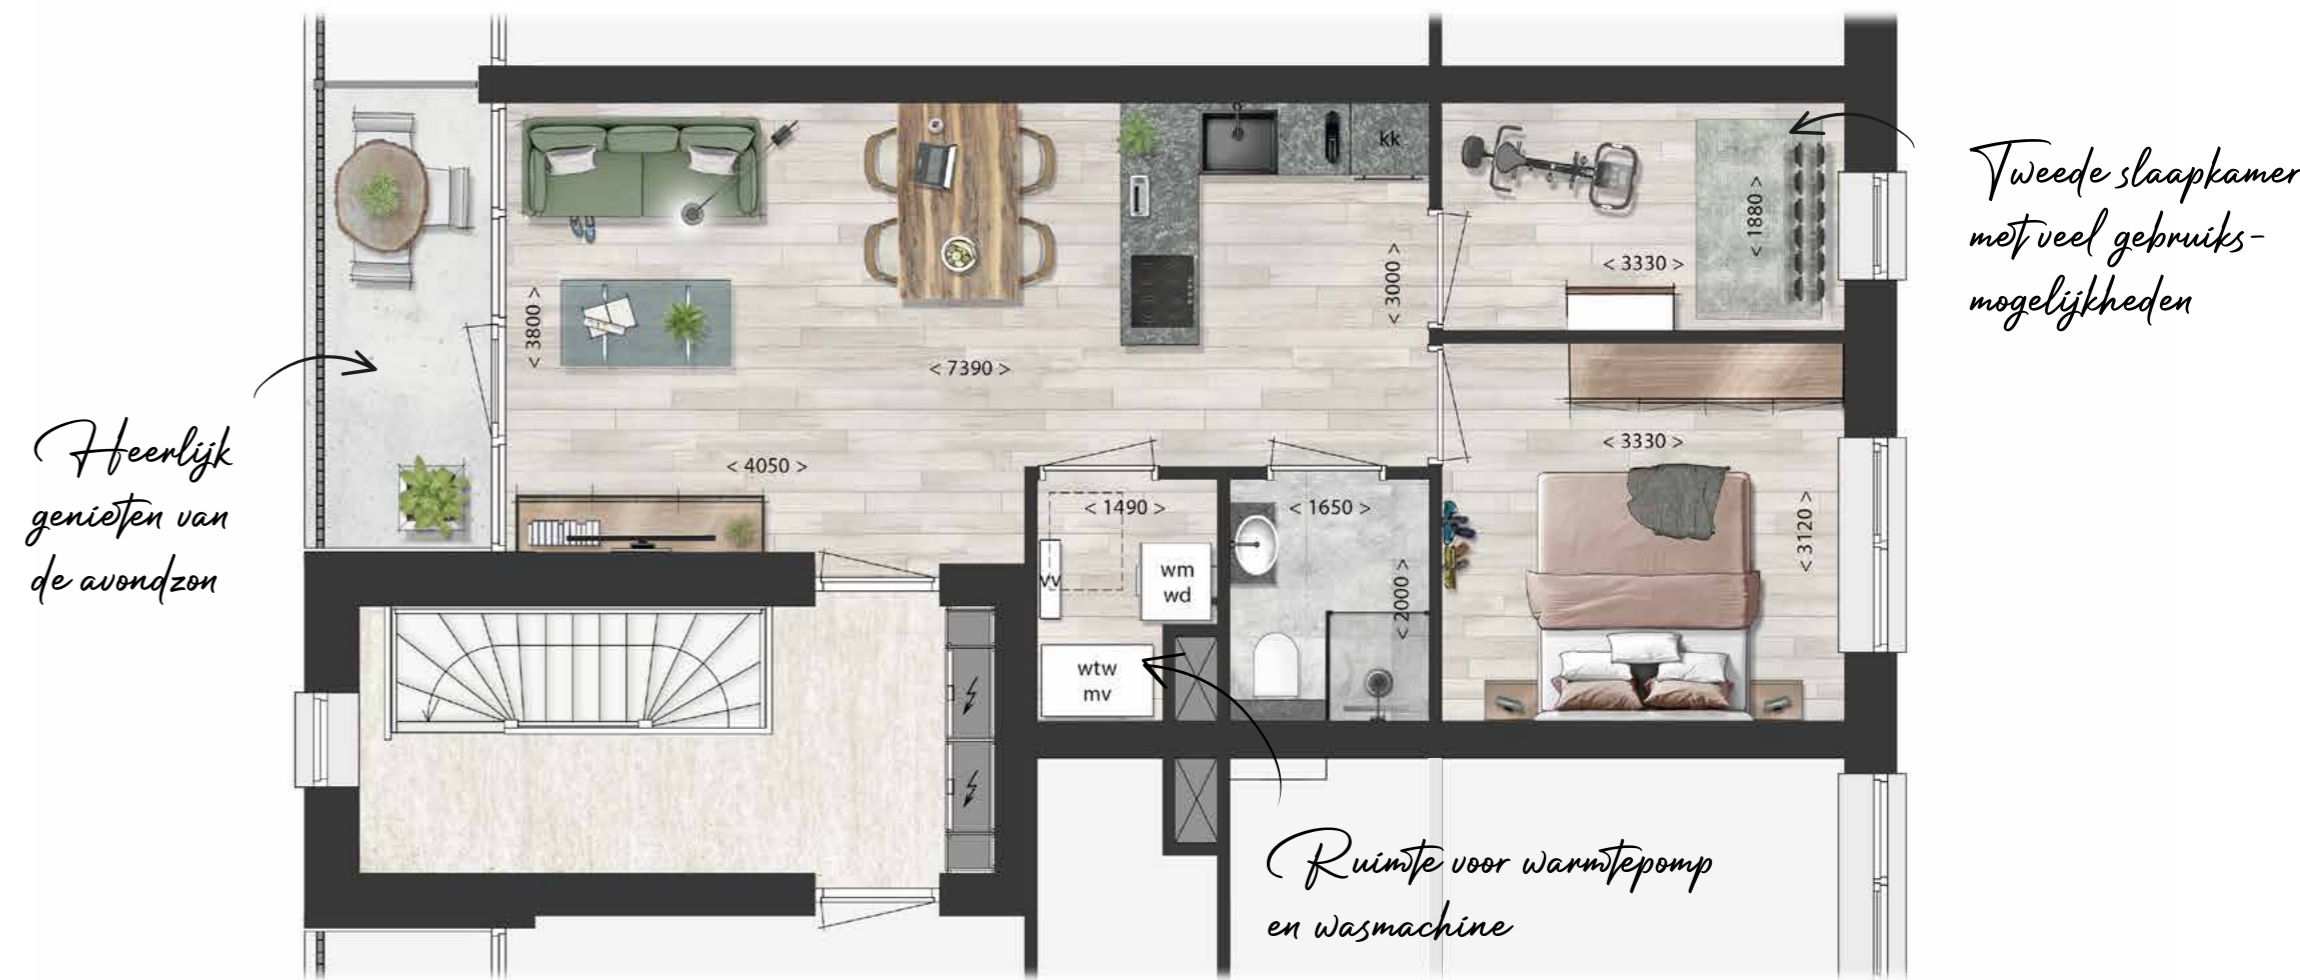 kk
< 1880 >
< 3330 >
< 3000 >
< 3800 >
< 7390 >
< 4050 >
< 3330 >
< 3120 >
< 1490 >
< 1650 >
< 2000 >
vv
wm
wd
wtw
mv
Tweede slaapkamer
met veel gebruiks-
mogelijkheden
Heerlijk
genieten van
de avondzon
Ruimte voor warmtepomp
en wasmachine